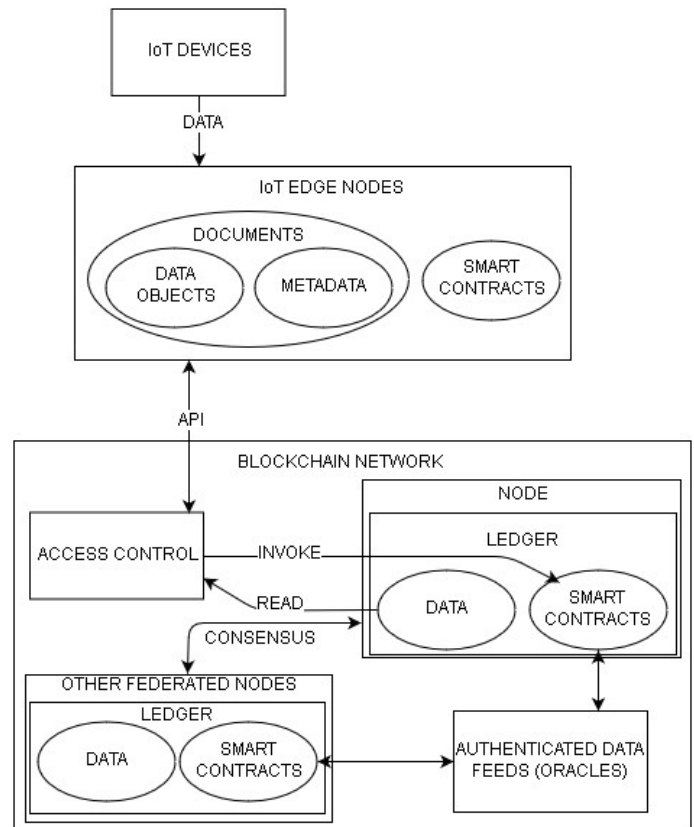 IoT DEVICES
DATA
IoT EDGE NODES
DOCUMENTS
DATA
OBJECTS
METADATA
SMART
CONTRACTS
API
BLOCKCHAIN NETWORK
NODE
LEDGER
ACCESS CONTROL
INVOKE
READ
DATA
SMART
CONTRACTS
CONSENSUS
OTHER FEDERATED NODES
LEDGER
DATA
SMART
CONTRACTS
AUTHENTICATED DATA
FEEDS (ORACLES)